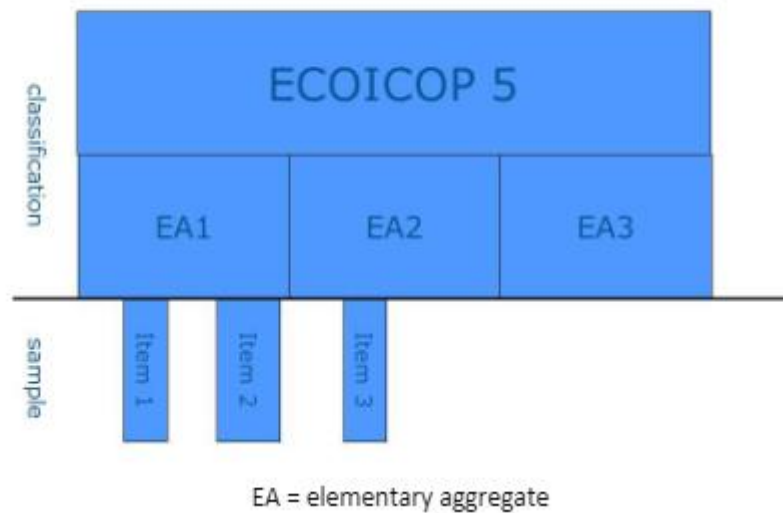 ECOICOP 5
classification
EA1
EA2
EA3
sample
Item 1
Item 2
Item 3
EA = elementary aggregate